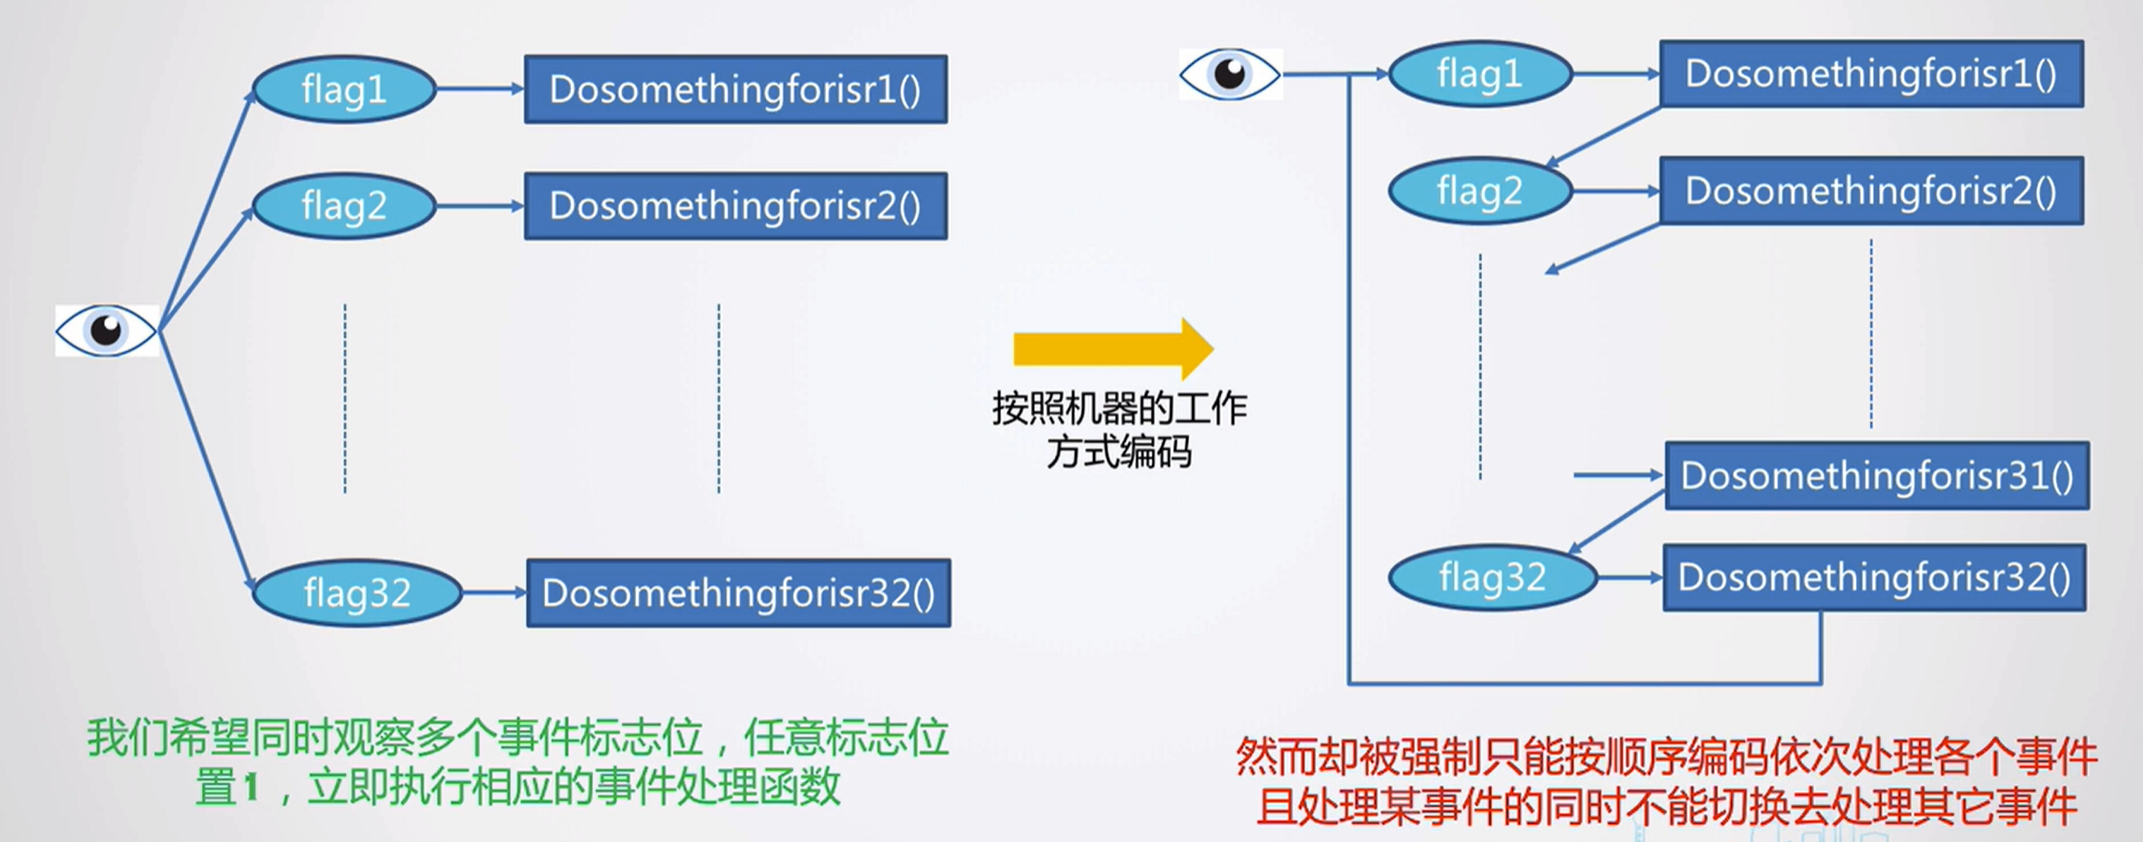 flag1
Dosomethingforisr1()
flag2
Dosomethingforisr2()
flag32
Dosomethingforisr32()
我们希望同时观察多个事件标志位，任意标志位
置1，立即执行相应的事件处理函数
按照机器的工作
方式编码
flag1
Dosomethingforisr1()
flag2
Dosomethingforisr2()
Dosomethingforisr31()
flag32
Dosomethingforisr32()
然而却被强制只能按顺序编码依次处理各个事件
且处理某事件的同时不能切换去处理其它事件